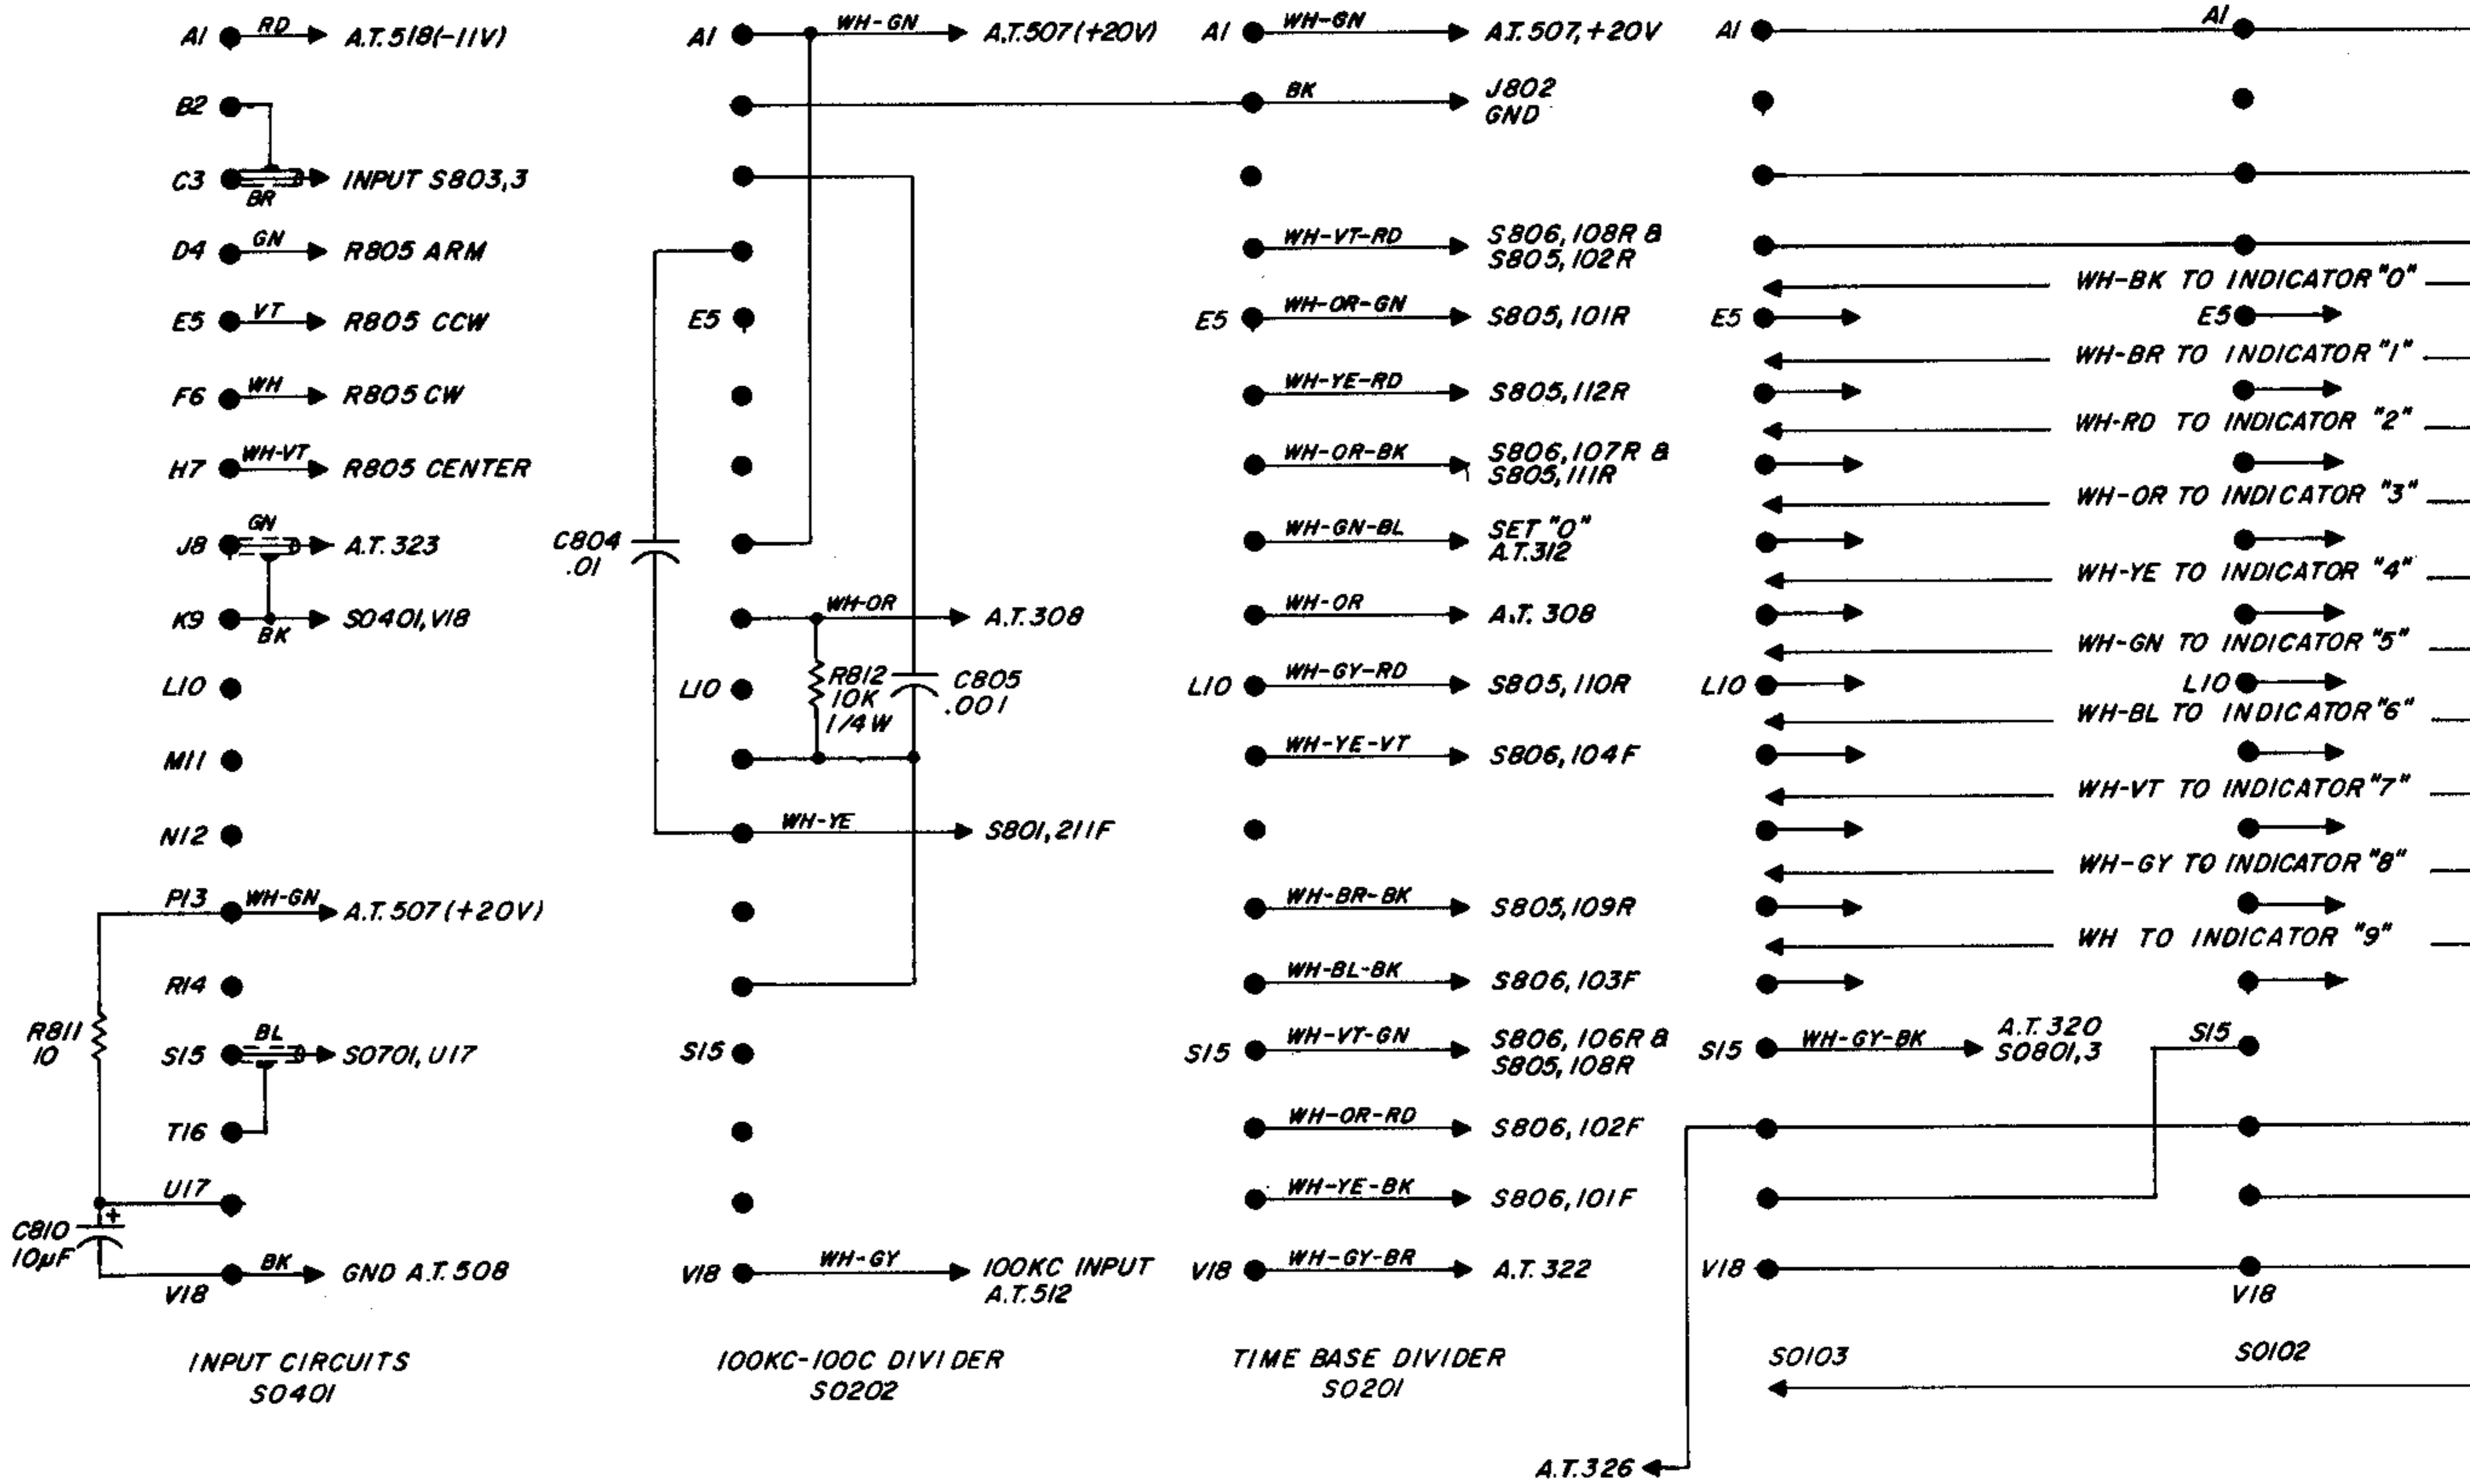 A1 RD A.T.518(-11V)
B2
C3 BR INPUT S803,3
D4 GN R805 ARM
E5 VT R805 CCW
F6 WH R805 CW
H7 WH-VT R805 CENTER
J8 GN A.T. 323
K9 BK SO401,V18
L10
M11
N12
P13 WH-GN A.T. 507 (+20V)
R14
R811
10
S15 BL SO701, U17
T16
U17
+
C810
10µF
V18 BK GND A.T. 508
INPUT CIRCUITS
SO401
A1 WH-GN A.T.507(+20V)
E5
C804
.01
WH-OR A.T.308
L10
R812
10K
1/4W
C805
.001
WH-YE S801,211F
S15
V18 WH-GY 100KC INPUT
A.T.512
100KC-100C DIVIDER
SO202
A1 WH-GN A.T. 507,+20V
BK J802
GND
WH-VT-RD S806,108R &
S805,102R
E5 WH-OR-GN S805,101R
WH-YE-RD S805,112R
WH-OR-BK S806,107R &
S805,111R
WH-GN-BL SET "0"
A.T.312
WH-OR A.T. 308
L10 WH-GY-RD S805,110R
WH-YE-VT S806,104F
WH-BR-BK S805,109R
WH-BL-BK S806,103F
S15 WH-VT-GN S806,106R &
S805,108R
WH-OR-RD S806,102F
WH-YE-BK S806,101F
V18 WH-GY-BR A.T. 322
TIME BASE DIVIDER
SO201
A1 A1
WH-BK TO INDICATOR "0"
E5 E5
WH-BR TO INDICATOR "1"
WH-RD TO INDICATOR "2"
WH-OR TO INDICATOR "3"
WH-YE TO INDICATOR "4"
WH-GN TO INDICATOR "5"
L10 L10
WH-BL TO INDICATOR "6"
WH-VT TO INDICATOR "7"
WH-GY TO INDICATOR "8"
WH TO INDICATOR "9"
S15 WH-GY-BK A.T. 320
SO801,3
S15
V18
V18
SO103 SO102
A.T.326